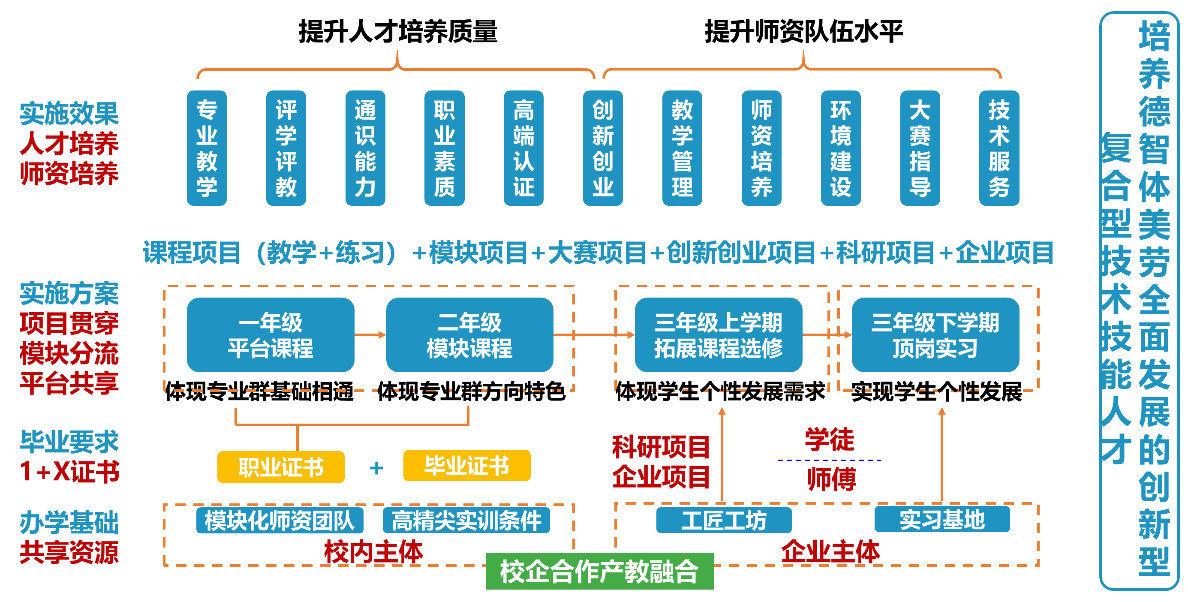 提升人才培养质量
提升师资队伍水平
实施效果
人才培养
师资培养
专业教学
评学评教
通识能力
职业素质
高端认证
创新创业
教学管理
师资培养
环境建设
大赛指导
技术服务
课程项目（教学+练习）+模块项目+大赛项目+创新创业项目+科研项目+企业项目
实施方案
项目贯穿
模块分流
平台共享
一年级
平台课程
二年级
模块课程
三年级上学期
拓展课程选修
三年级下学期
顶岗实习
体现专业群基础相通
体现专业群方向特色
体现学生个性发展需求
实现学生个性发展
毕业要求
1+X证书
职业证书
+
毕业证书
科研项目
企业项目
学徒
师傅
办学基础
共享资源
模块化师资团队
高精尖实训条件
校内主体
工匠工坊
实习基地
企业主体
校企合作产教融合
培养德智体美劳全面发展的创新型
复合型技术技能人才